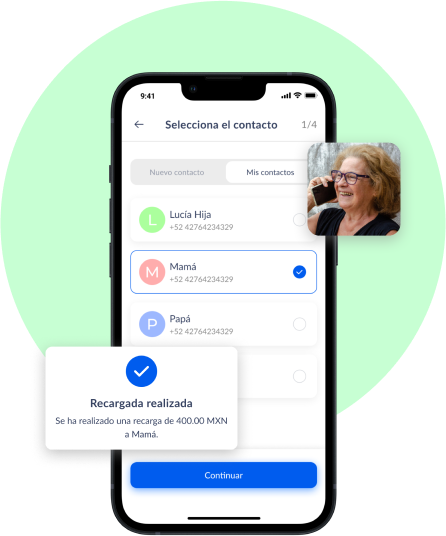 9:41
Selecciona el contacto 1/4
Nuevo contacto Mis contactos
L Lucía Hija
+52 42764234329
M Mamá
+52 42764234329
P Papá
+52 42764234329
Recargada realizada
Se ha realizado una recarga de 400.00 MXN
a Mamá.
Continuar